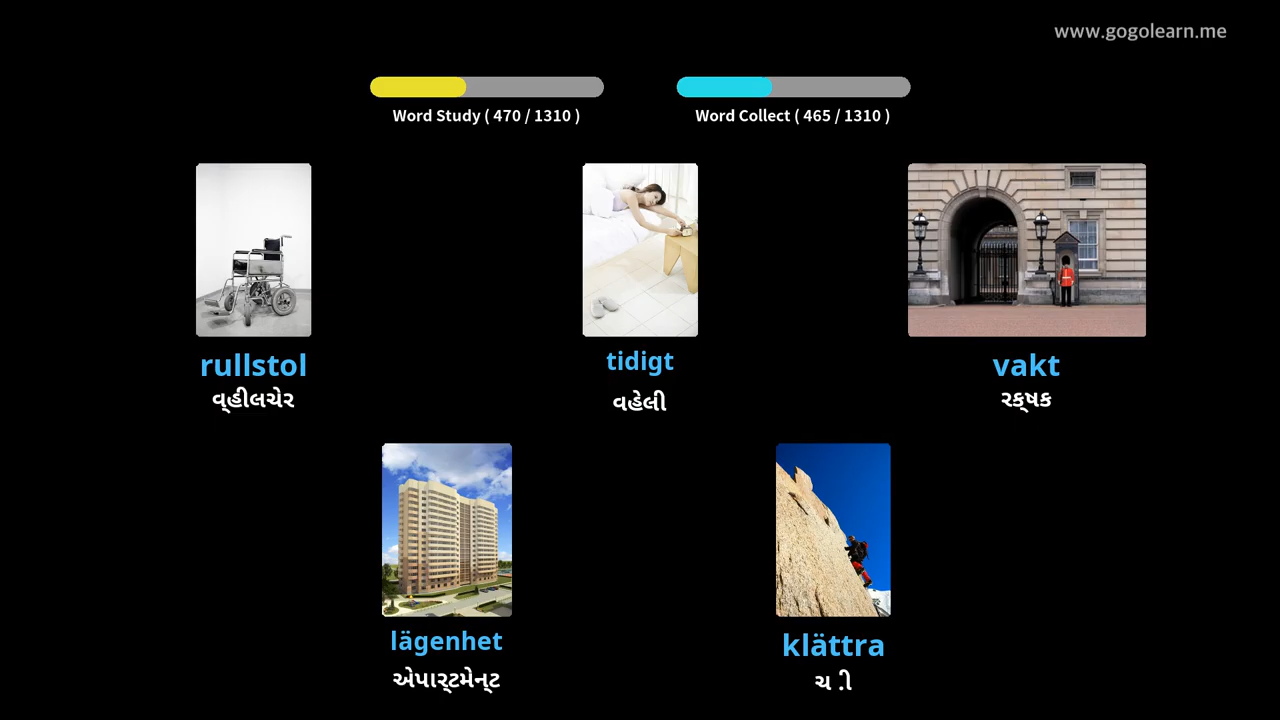 www.gogolearn.me
Word Study ( 470 / 1310 )
Word Collect ( 465 / 1310 )
rullstol
વ્હીલચેર
tidigt
વહેલી
vakt
રક્ષક
lägenhet
એપાર્ટમેન્ટ
klättra
ચ .ી